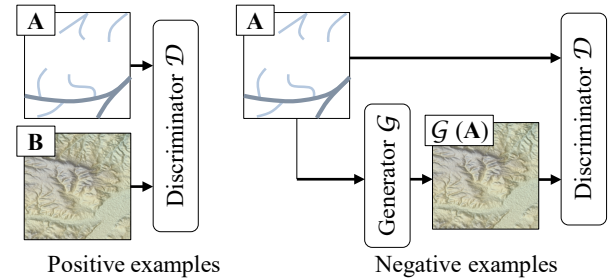 A
Discriminator 𝒟
B
Positive examples
A
Generator 𝒢
𝒢 (A)
Discriminator 𝒟
Negative examples